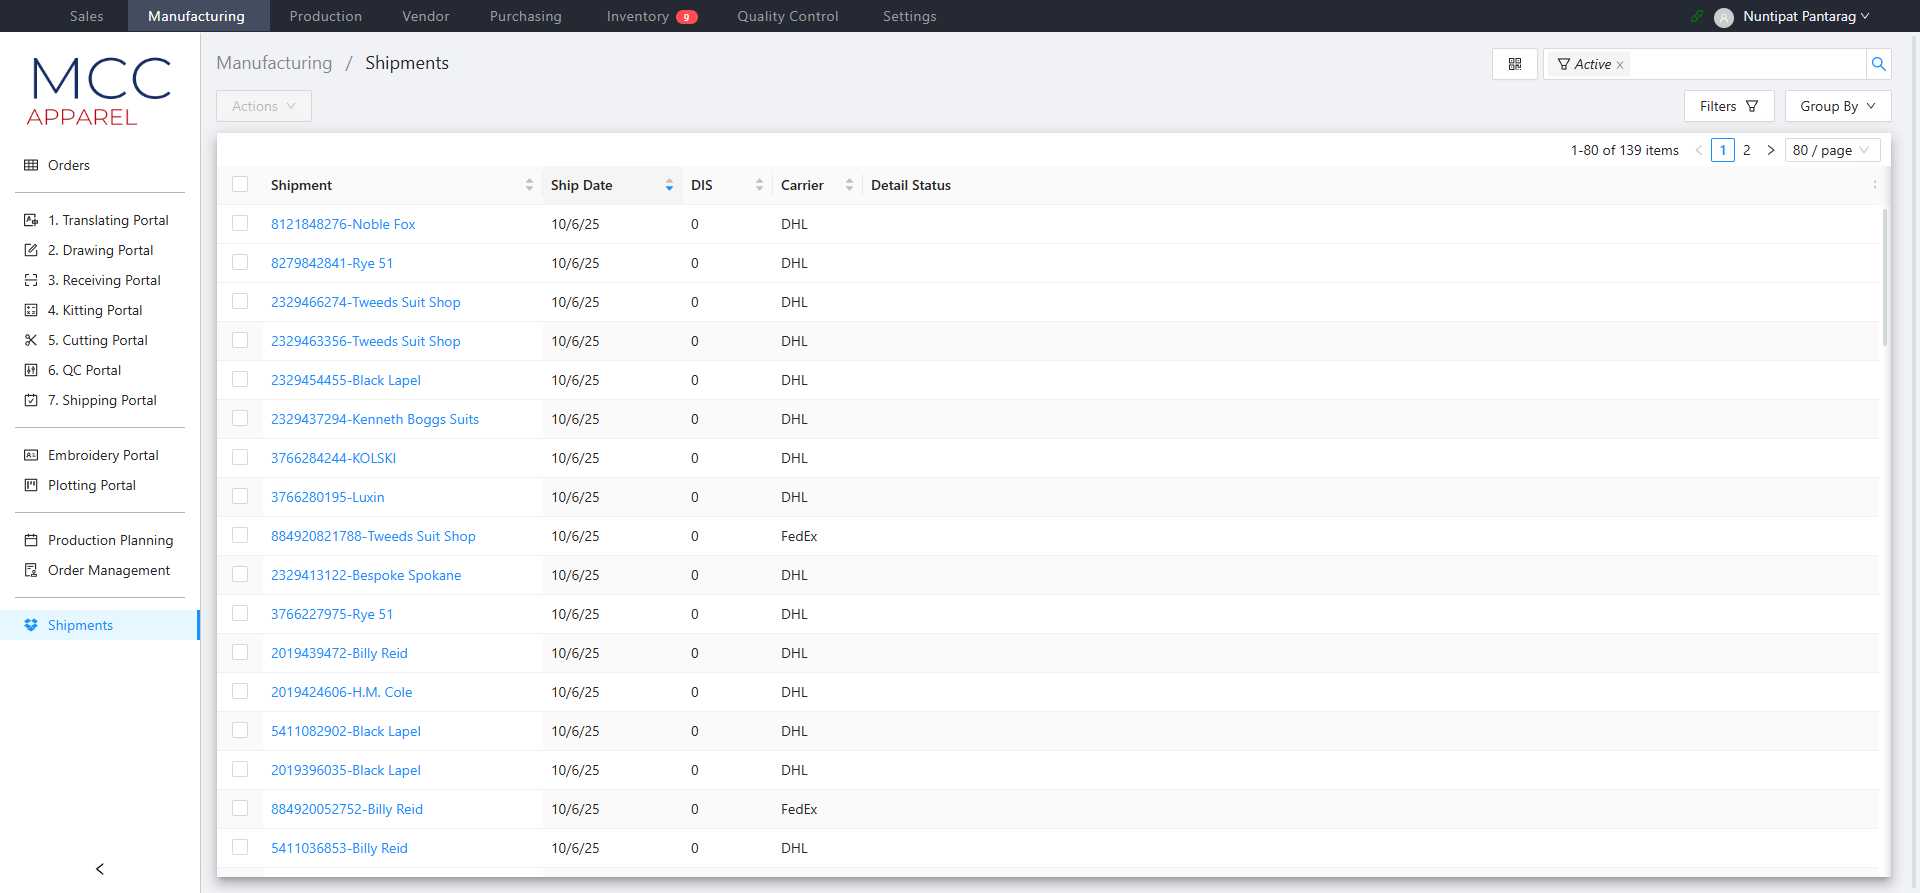 Sales Manufacturing Production Vendor Purchasing Inventory 9 Quality Control Settings Nuntipat Pantarag
MCC
APPAREL
Manufacturing / Shipments
Active x
Actions
Filters Group By
Orders
1. Translating Portal
2. Drawing Portal
3. Receiving Portal
4. Kitting Portal
5. Cutting Portal
6. QC Portal
7. Shipping Portal
Embroidery Portal
Plotting Portal
Production Planning
Order Management
Shipments
1-80 of 139 items < 1 2 > 80 / page
Shipment Ship Date DIS Carrier Detail Status
8121848276-Noble Fox 10/6/25 0 DHL
8279842841-Rye 51 10/6/25 0 DHL
2329466274-Tweeds Suit Shop 10/6/25 0 DHL
2329463356-Tweeds Suit Shop 10/6/25 0 DHL
2329454455-Black Lapel 10/6/25 0 DHL
2329437294-Kenneth Boggs Suits 10/6/25 0 DHL
3766284244-KOLSKI 10/6/25 0 DHL
3766280195-Luxin 10/6/25 0 DHL
884920821788-Tweeds Suit Shop 10/6/25 0 FedEx
2329413122-Bespoke Spokane 10/6/25 0 DHL
3766227975-Rye 51 10/6/25 0 DHL
2019439472-Billy Reid 10/6/25 0 DHL
2019424606-H.M. Cole 10/6/25 0 DHL
5411082902-Black Lapel 10/6/25 0 DHL
2019396035-Black Lapel 10/6/25 0 DHL
884920052752-Billy Reid 10/6/25 0 FedEx
5411036853-Billy Reid 10/6/25 0 DHL